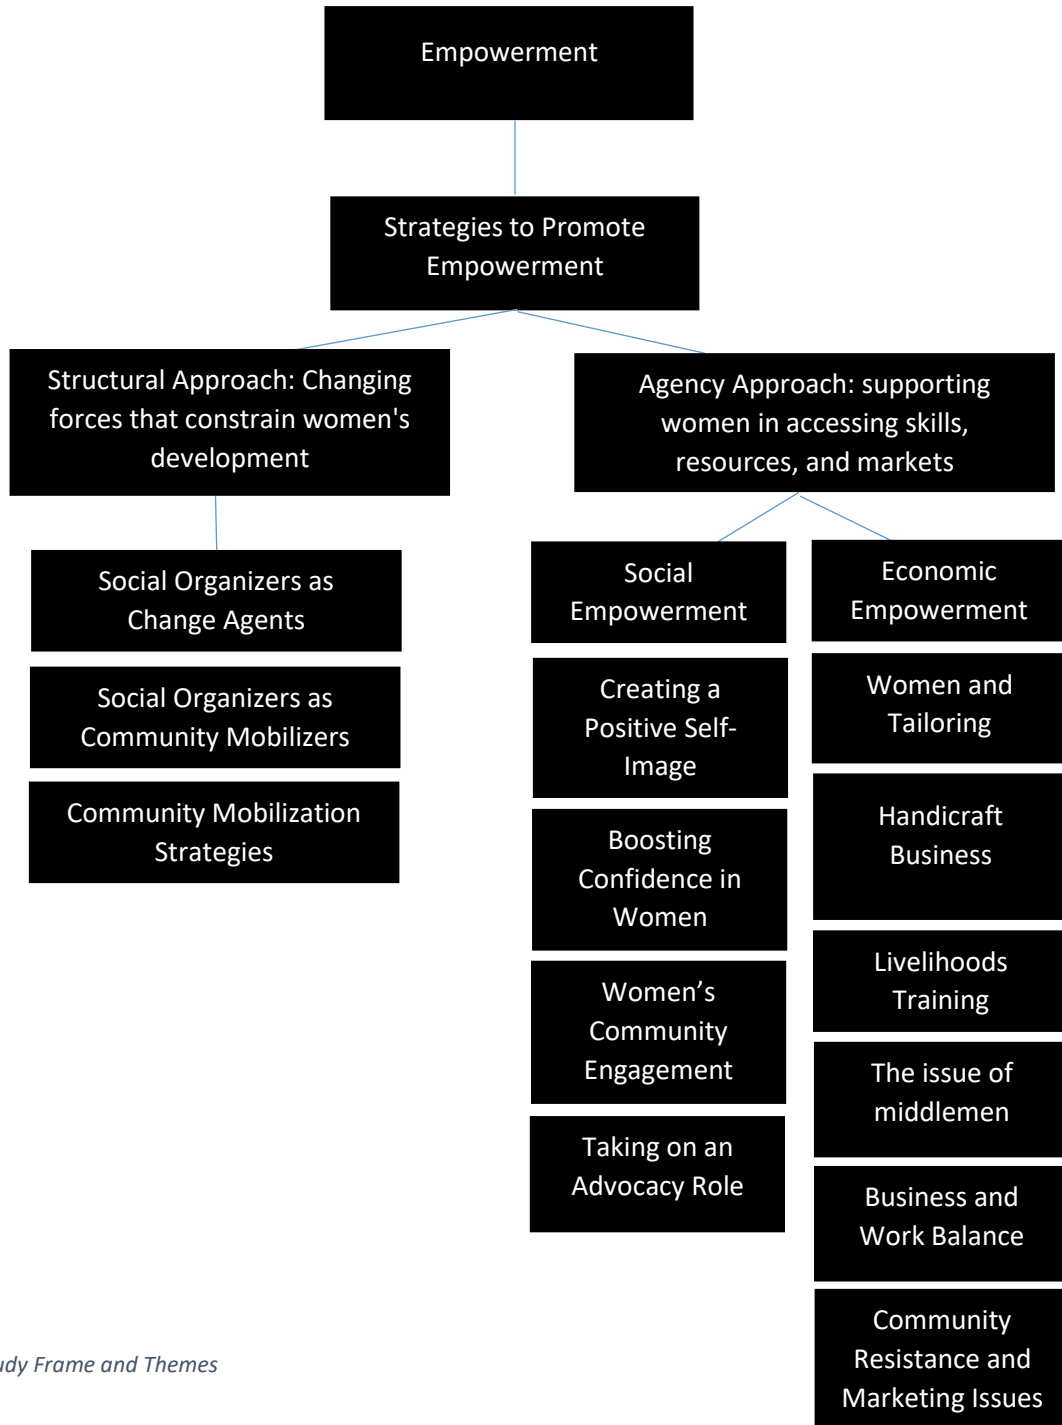 Empowerment
Strategies to Promote
Empowerment
Structural Approach: Changing
forces that constrain women's
development
Agency Approach: supporting
women in accessing skills,
resources, and markets
Social Organizers as
Change Agents
Social Organizers as
Community Mobilizers
Community Mobilization
Strategies
Social
Empowerment
Creating a
Positive Self-
Image
Boosting
Confidence in
Women
Women’s
Community
Engagement
Taking on an
Advocacy Role
Economic
Empowerment
Women and
Tailoring
Handicraft
Business
Livelihoods
Training
The issue of
middlemen
Business and
Work Balance
Community
Resistance and
Marketing Issues
Frame and Themes